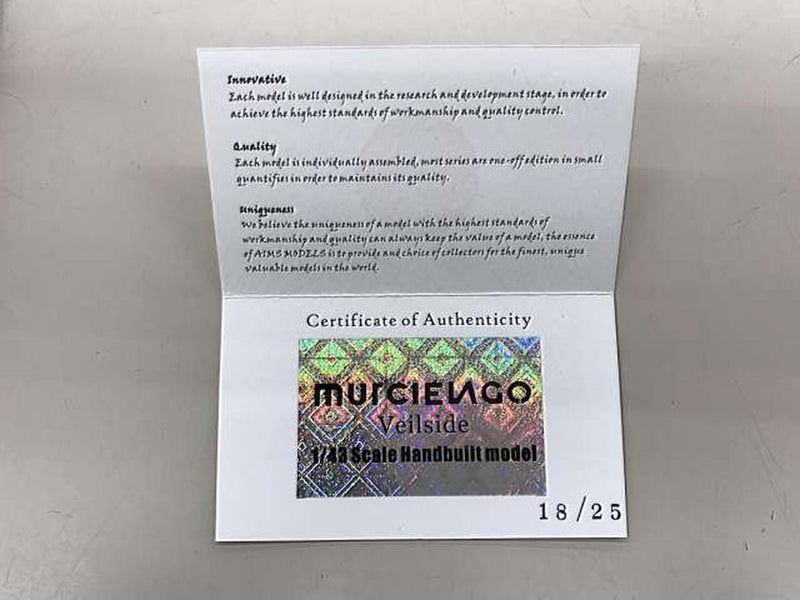 Innovative
Each model is well designed in the research and development stage, in order to
achieve the highest standards of workmanship and quality control.
Quality
Each model is individually assembled, most series are one-off edition in small
quantifies in order to maintains its quality.
Uniqueness
We believe the uniqueness of a model with the highest standards of
workmanship and quality can always keep the value of a model, the essence
of AIMS MODELS is to provide and choice of collectors for the finest, unique
valuable models in the world.
Certificate of Authenticity
murciElago
Veilside
1/43 Scale Handbuilt model
18/25